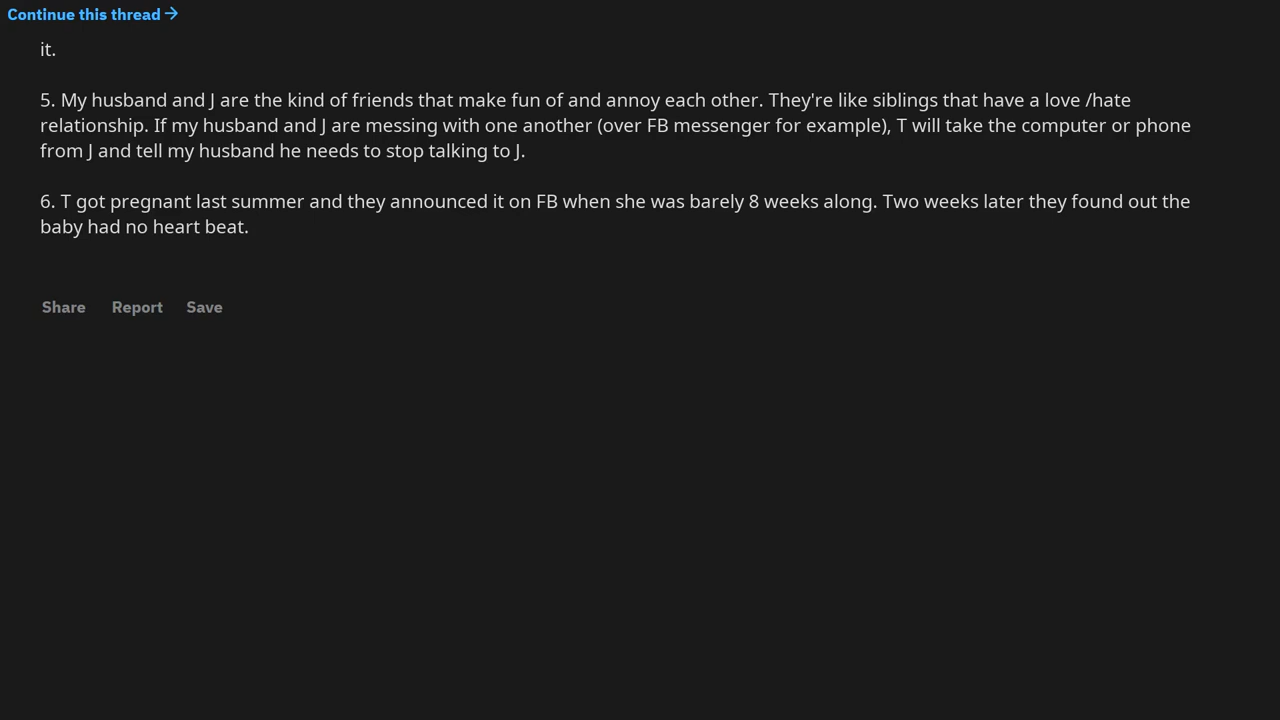 Continue this thread →
it.
5. My husband and J are the kind of friends that make fun of and annoy each other. They're like siblings that have a love /hate
relationship. If my husband and J are messing with one another (over FB messenger for example), T will take the computer or phone
from J and tell my husband he needs to stop talking to J.
6. T got pregnant last summer and they announced it on FB when she was barely 8 weeks along. Two weeks later they found out the
baby had no heart beat.
Share Report Save